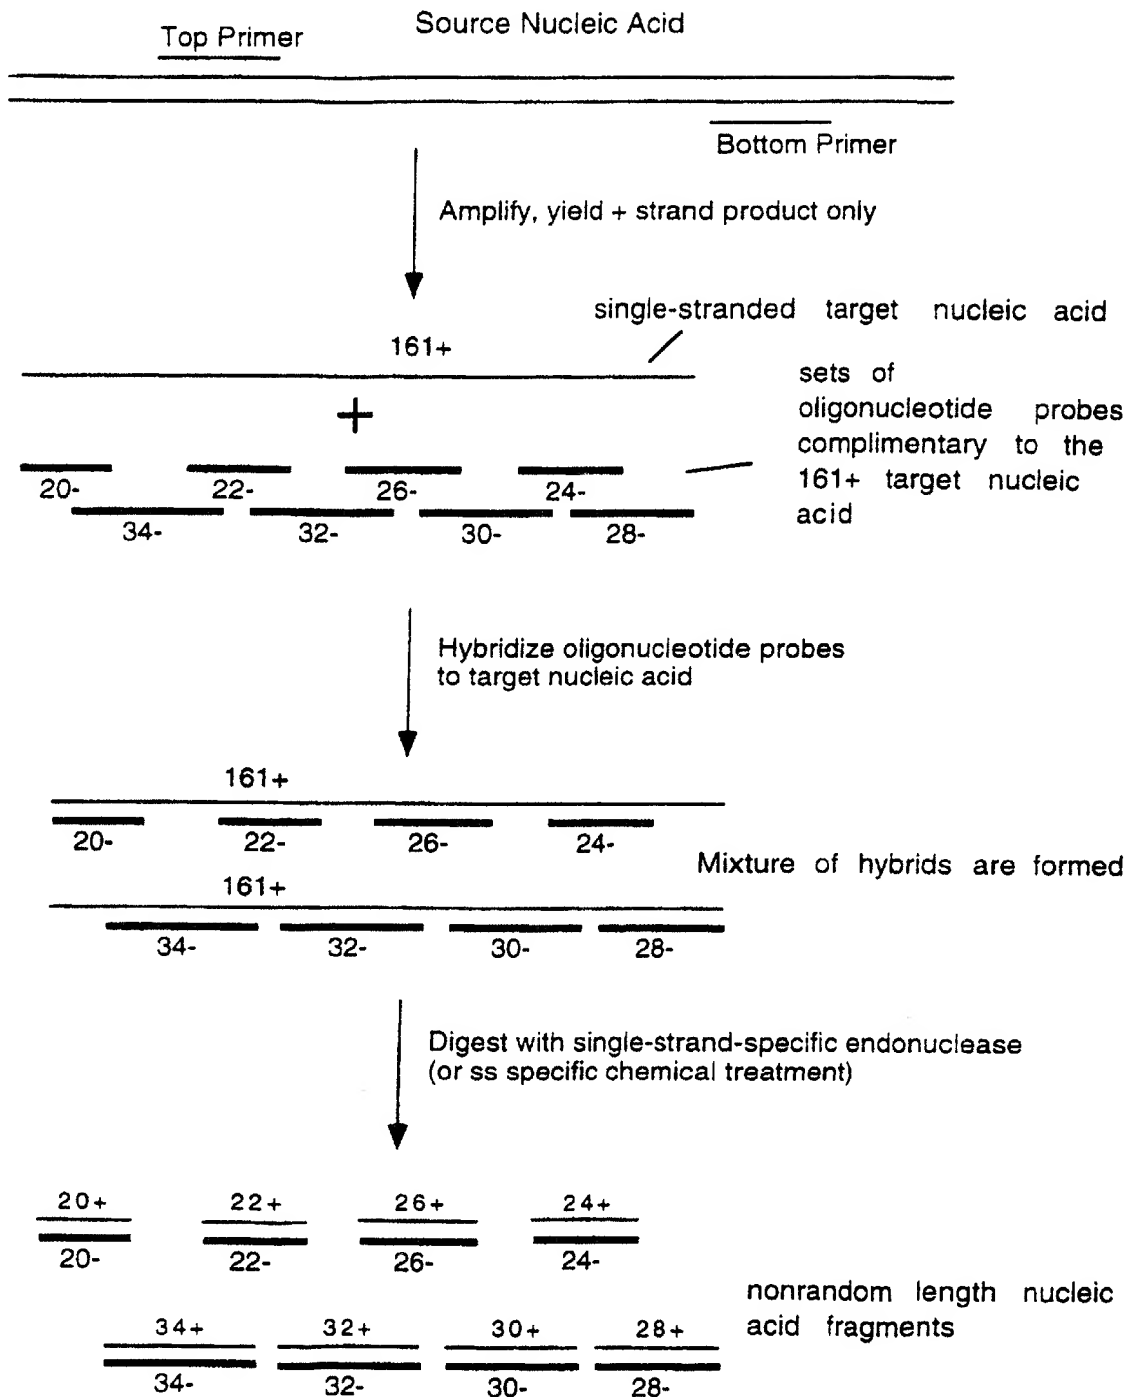 Source Nucleic Acid
Top Primer
Bottom Primer
Amplify, yield + strand product only
single-stranded target nucleic acid
161+
+
sets of
oligonucleotide probes
complimentary to the
161+ target nucleic
acid
20- 22- 26- 24-
34- 32- 30- 28-
Hybridize oligonucleotide probes
to target nucleic acid
161+
20- 22- 26- 24-
Mixture of hybrids are formed
161+
34- 32- 30- 28-
Digest with single-strand-specific endonuclease
(or ss specific chemical treatment)
20+ 22+ 26+ 24+
20- 22- 26- 24-
nonrandom length nucleic
acid fragments
34+ 32+ 30+ 28+
34- 32- 30- 28-